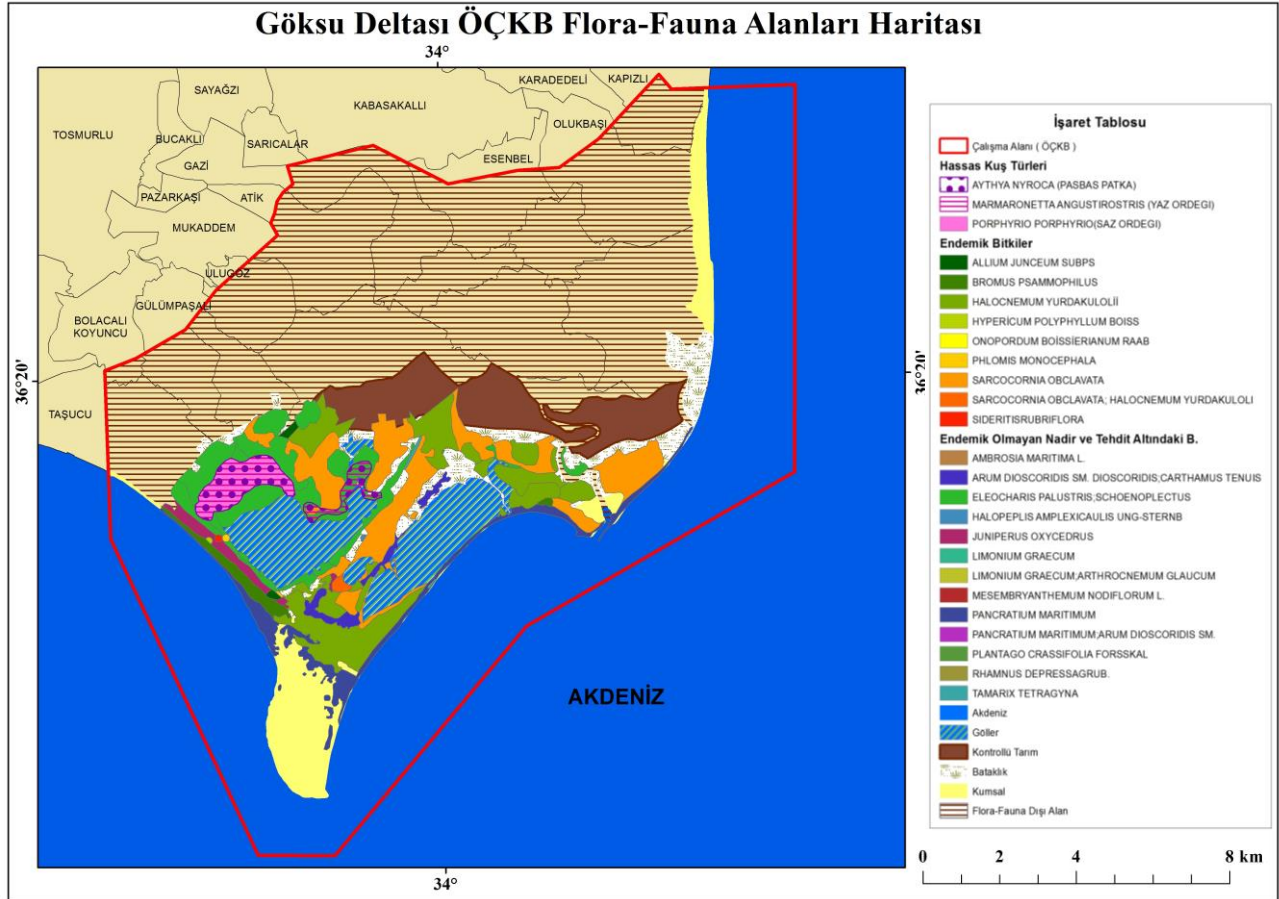 Göksu Deltası ÖÇKB Flora-Fauna Alanları Haritası
34°
KARADEDELİ
KAPIZLI
SAYAĞZI
KABASAKALLI
OLUKBAŞI
TOSMURLU
BUCAKLI
SARICALAR
GAZİ
ESENBEL
PAZARKAŞI
ATİK
MUKADDEM
ULUGÖZ
GÜLÜMPAŞALI
BOLACALI
KOYUNCU
36°20'
36°20'
TAŞUCU
AKDENİZ
34°
İşaret Tablosu
Çalışma Alanı ( ÖÇKB )
Hassas Kuş Türleri
AYTHYA NYROCA (PASBAS PATKA)
MARMARONETTA ANGUSTIROSTRIS (YAZ ORDEGI)
PORPHYRIO PORPHYRIO(SAZ ORDEGI)
Endemik Bitkiler
ALLIUM JUNCEUM SUBPS
BROMUS PSAMMOPHILUS
HALOCNEMUM YURDAKULOLİİ
HYPERICUM POLYPHYLLUM BOISS
ONOPORDUM BOİSSİERIANUM RAAB
PHLOMIS MONOCEPHALA
SARCOCORNIA OBCLAVATA
SARCOCORNIA OBCLAVATA; HALOCNEMUM YURDAKULOLI
SIDERITISRUBRIFLORA
Endemik Olmayan Nadir ve Tehdit Altındaki B.
AMBROSIA MARITIMA L.
ARUM DIOSCORIDIS SM. DIOSCORIDIS;CARTHAMUS TENUIS
ELEOCHARIS PALUSTRIS;SCHOENOPLECTUS
HALOPEPLIS AMPLEXICAULIS UNG-STERNB
JUNIPERUS OXYCEDRUS
LIMONIUM GRAECUM
LIMONIUM GRAECUM;ARTHROCNEMUM GLAUCUM
MESEMBRYANTHEMUM NODIFLORUM L.
PANCRATIUM MARITIMUM
PANCRATIUM MARITIMUM;ARUM DIOSCORIDIS SM.
PLANTAGO CRASSIFOLIA FORSSKAL
RHAMNUS DEPRESSAGRUB.
TAMARIX TETRAGYNA
Akdeniz
Göller
Kontrollü Tarım
Bataklık
Kumsal
Flora-Fauna Dışı Alan
0 2 4 8 km